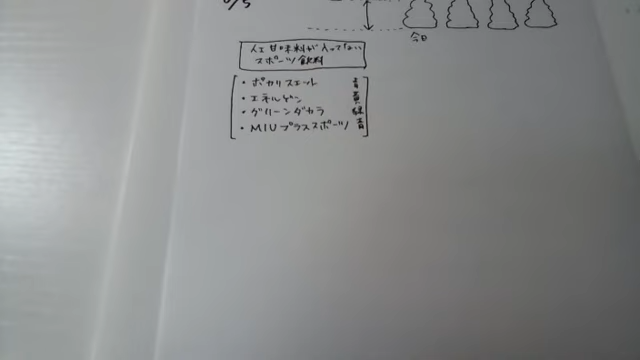 6/5
今日
人工甘味料が入ってない
スポーツ飲料
・ポカリスエット 青
・エネルゲン 黄
・グリーンダカラ 緑
・MIUプラススポーツ 青